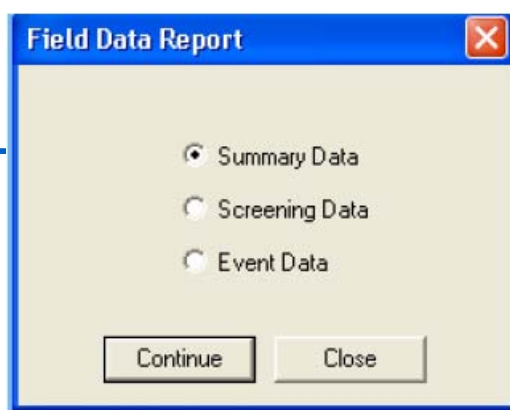 Field Data Report
Summary Data
Screening Data
Event Data
Continue Close